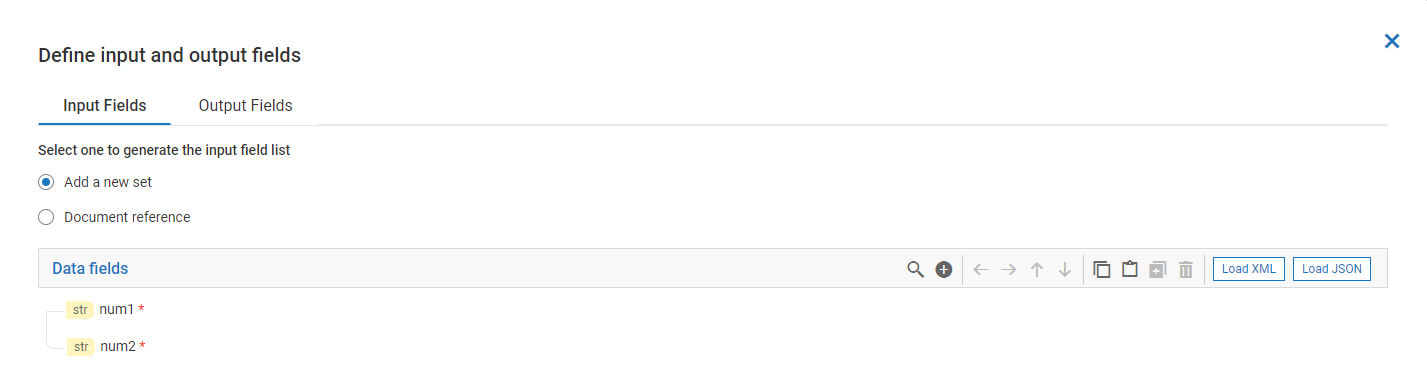 Define input and output fields
Input Fields Output Fields
Select one to generate the input field list
Add a new set
Document reference
Data fields Load XML Load JSON
str num1 *
str num2 *